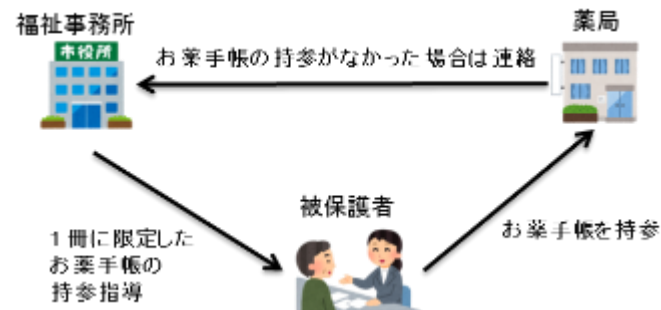 福祉事務所
市役所
薬局
お薬手帳の持参がなかった場合は連絡
被保護者
1冊に限定した
お薬手帳の
持参指導
お薬手帳を持参